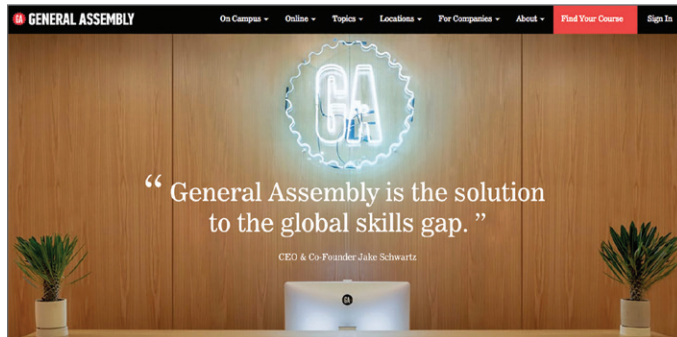 GA GENERAL ASSEMBLY On Campus Online Topics Locations For Companies About Find Your Course Sign In
GA
“ General Assembly is the solution
to the global skills gap. ”
CEO & Co-Founder Jake Schwartz
GA